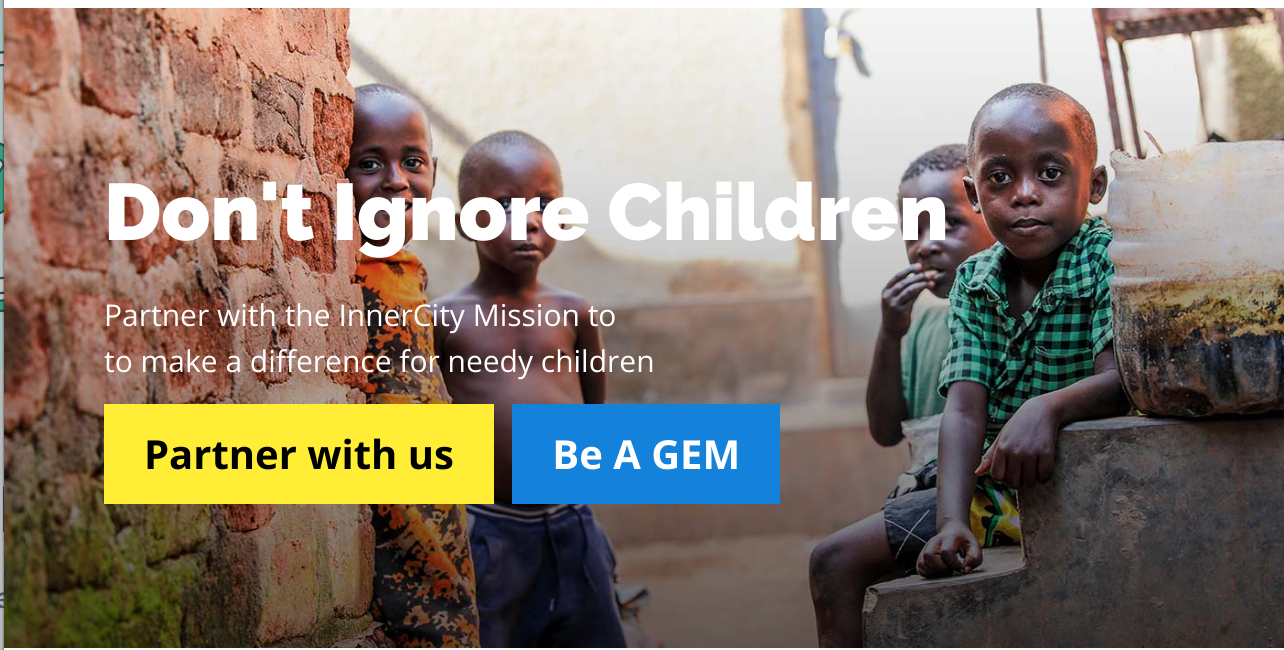 Don't Ignore Children
Partner with the InnerCity Mission to
to make a difference for needy children
Partner with us
Be A GEM